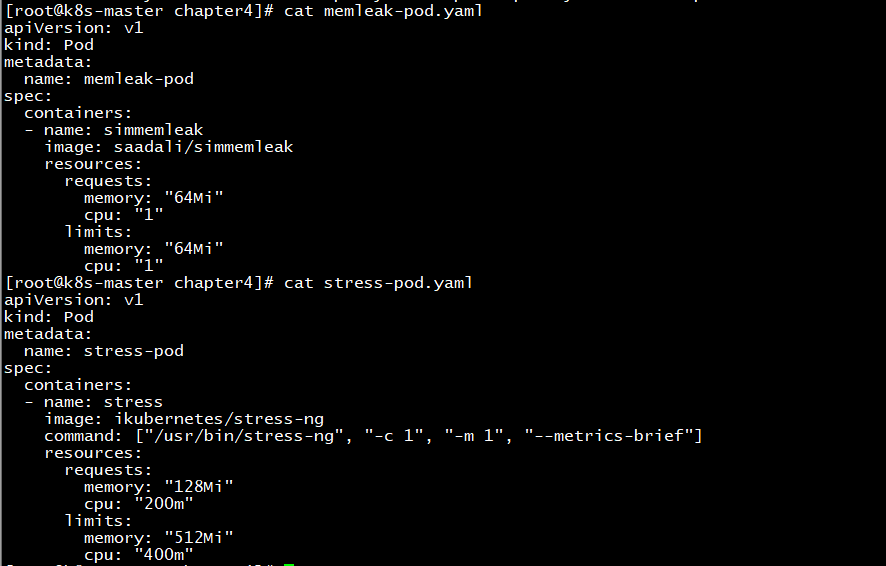 [root@k8s-master chapter4]# cat memleak-pod.yaml
apiVersion: v1
kind: Pod
metadata:
  name: memleak-pod
spec:
  containers:
  - name: simmemleak
    image: saadali/simmemleak
    resources:
      requests:
        memory: "64Mi"
        cpu: "1"
      limits:
        memory: "64Mi"
        cpu: "1"
[root@k8s-master chapter4]# cat stress-pod.yaml
apiVersion: v1
kind: Pod
metadata:
  name: stress-pod
spec:
  containers:
  - name: stress
    image: ikubernetes/stress-ng
    command: ["/usr/bin/stress-ng", "-c 1", "-m 1", "--metrics-brief"]
    resources:
      requests:
        memory: "128Mi"
        cpu: "200m"
      limits:
        memory: "512Mi"
        cpu: "400m"